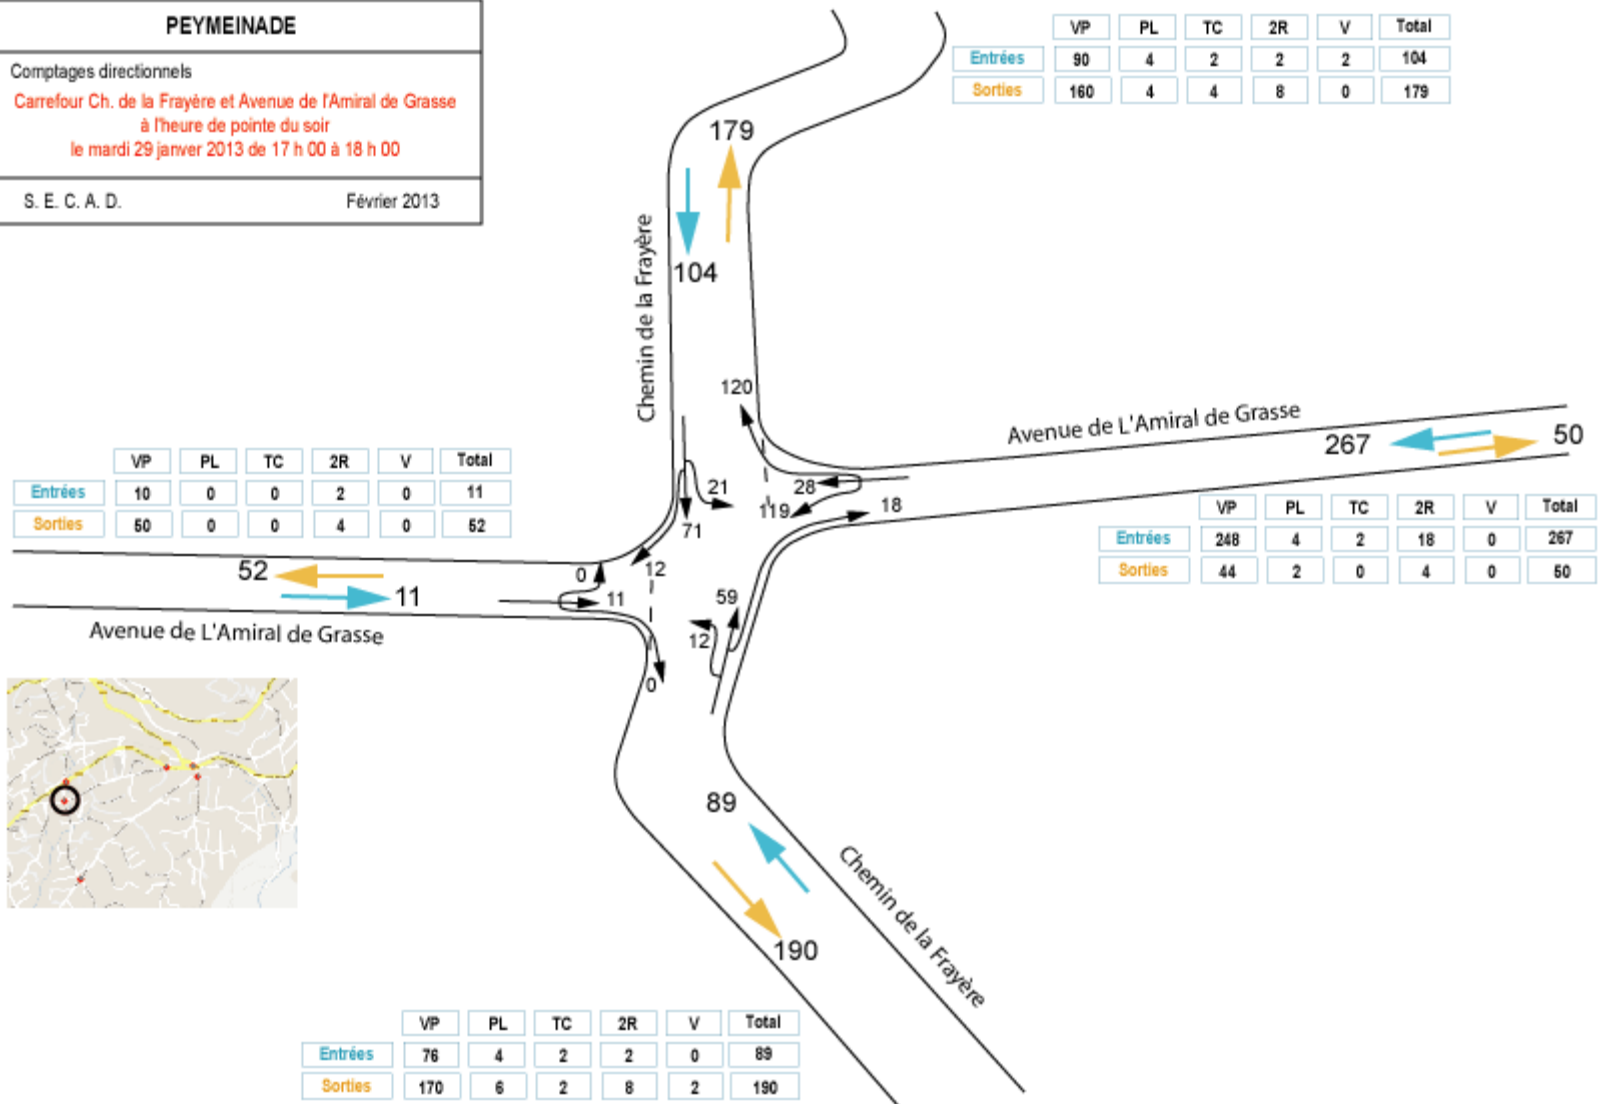 PEYMEINADE
Comptages directionnels
Carrefour Ch. de la Frayère et Avenue de l'Amiral de Grasse
à l'heure de pointe du soir
le mardi 29 janver 2013 de 17 h 00 à 18 h 00
S. E. C. A. D. Février 2013
VP PL TC 2R V Total
Entrées 90 4 2 2 2 104
Sorties 160 4 4 8 0 179
179
104
Chemin de la Frayère
120
Avenue de L'Amiral de Grasse
267 50
28
119
18
21
71
12
VP PL TC 2R V Total
Entrées 10 0 0 2 0 11
Sorties 50 0 0 4 0 52
VP PL TC 2R V Total
Entrées 248 4 2 18 0 267
Sorties 44 2 0 4 0 50
52
11
0
11
0
Avenue de L'Amiral de Grasse
59
12
89
190
Chemin de la Frayère
VP PL TC 2R V Total
Entrées 76 4 2 2 0 89
Sorties 170 6 2 8 2 190